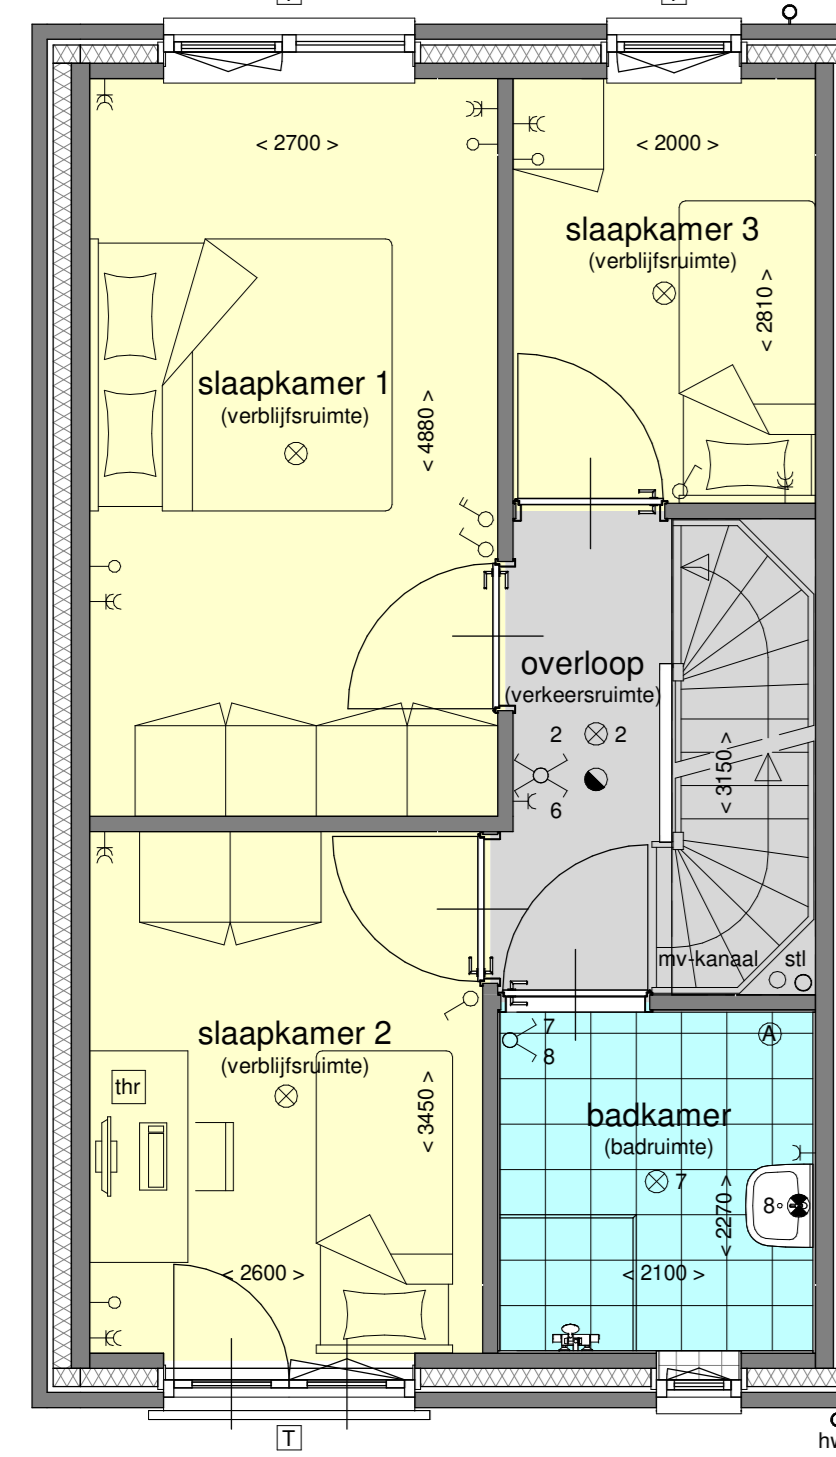 < 2700 >
< 2000 >
slaapkamer 3
(verblijfsruimte)
< 2810 >
slaapkamer 1
(verblijfsruimte)
< 4880 >
overloop
(verkeersruimte)
2
2
6
< 3150 >
mv-kanaal
stl
slaapkamer 2
(verblijfsruimte)
thr
< 3450 >
< 2600 >
7
8
A
badkamer
(badruimte)
7
8
< 2270 >
< 2100 >
T